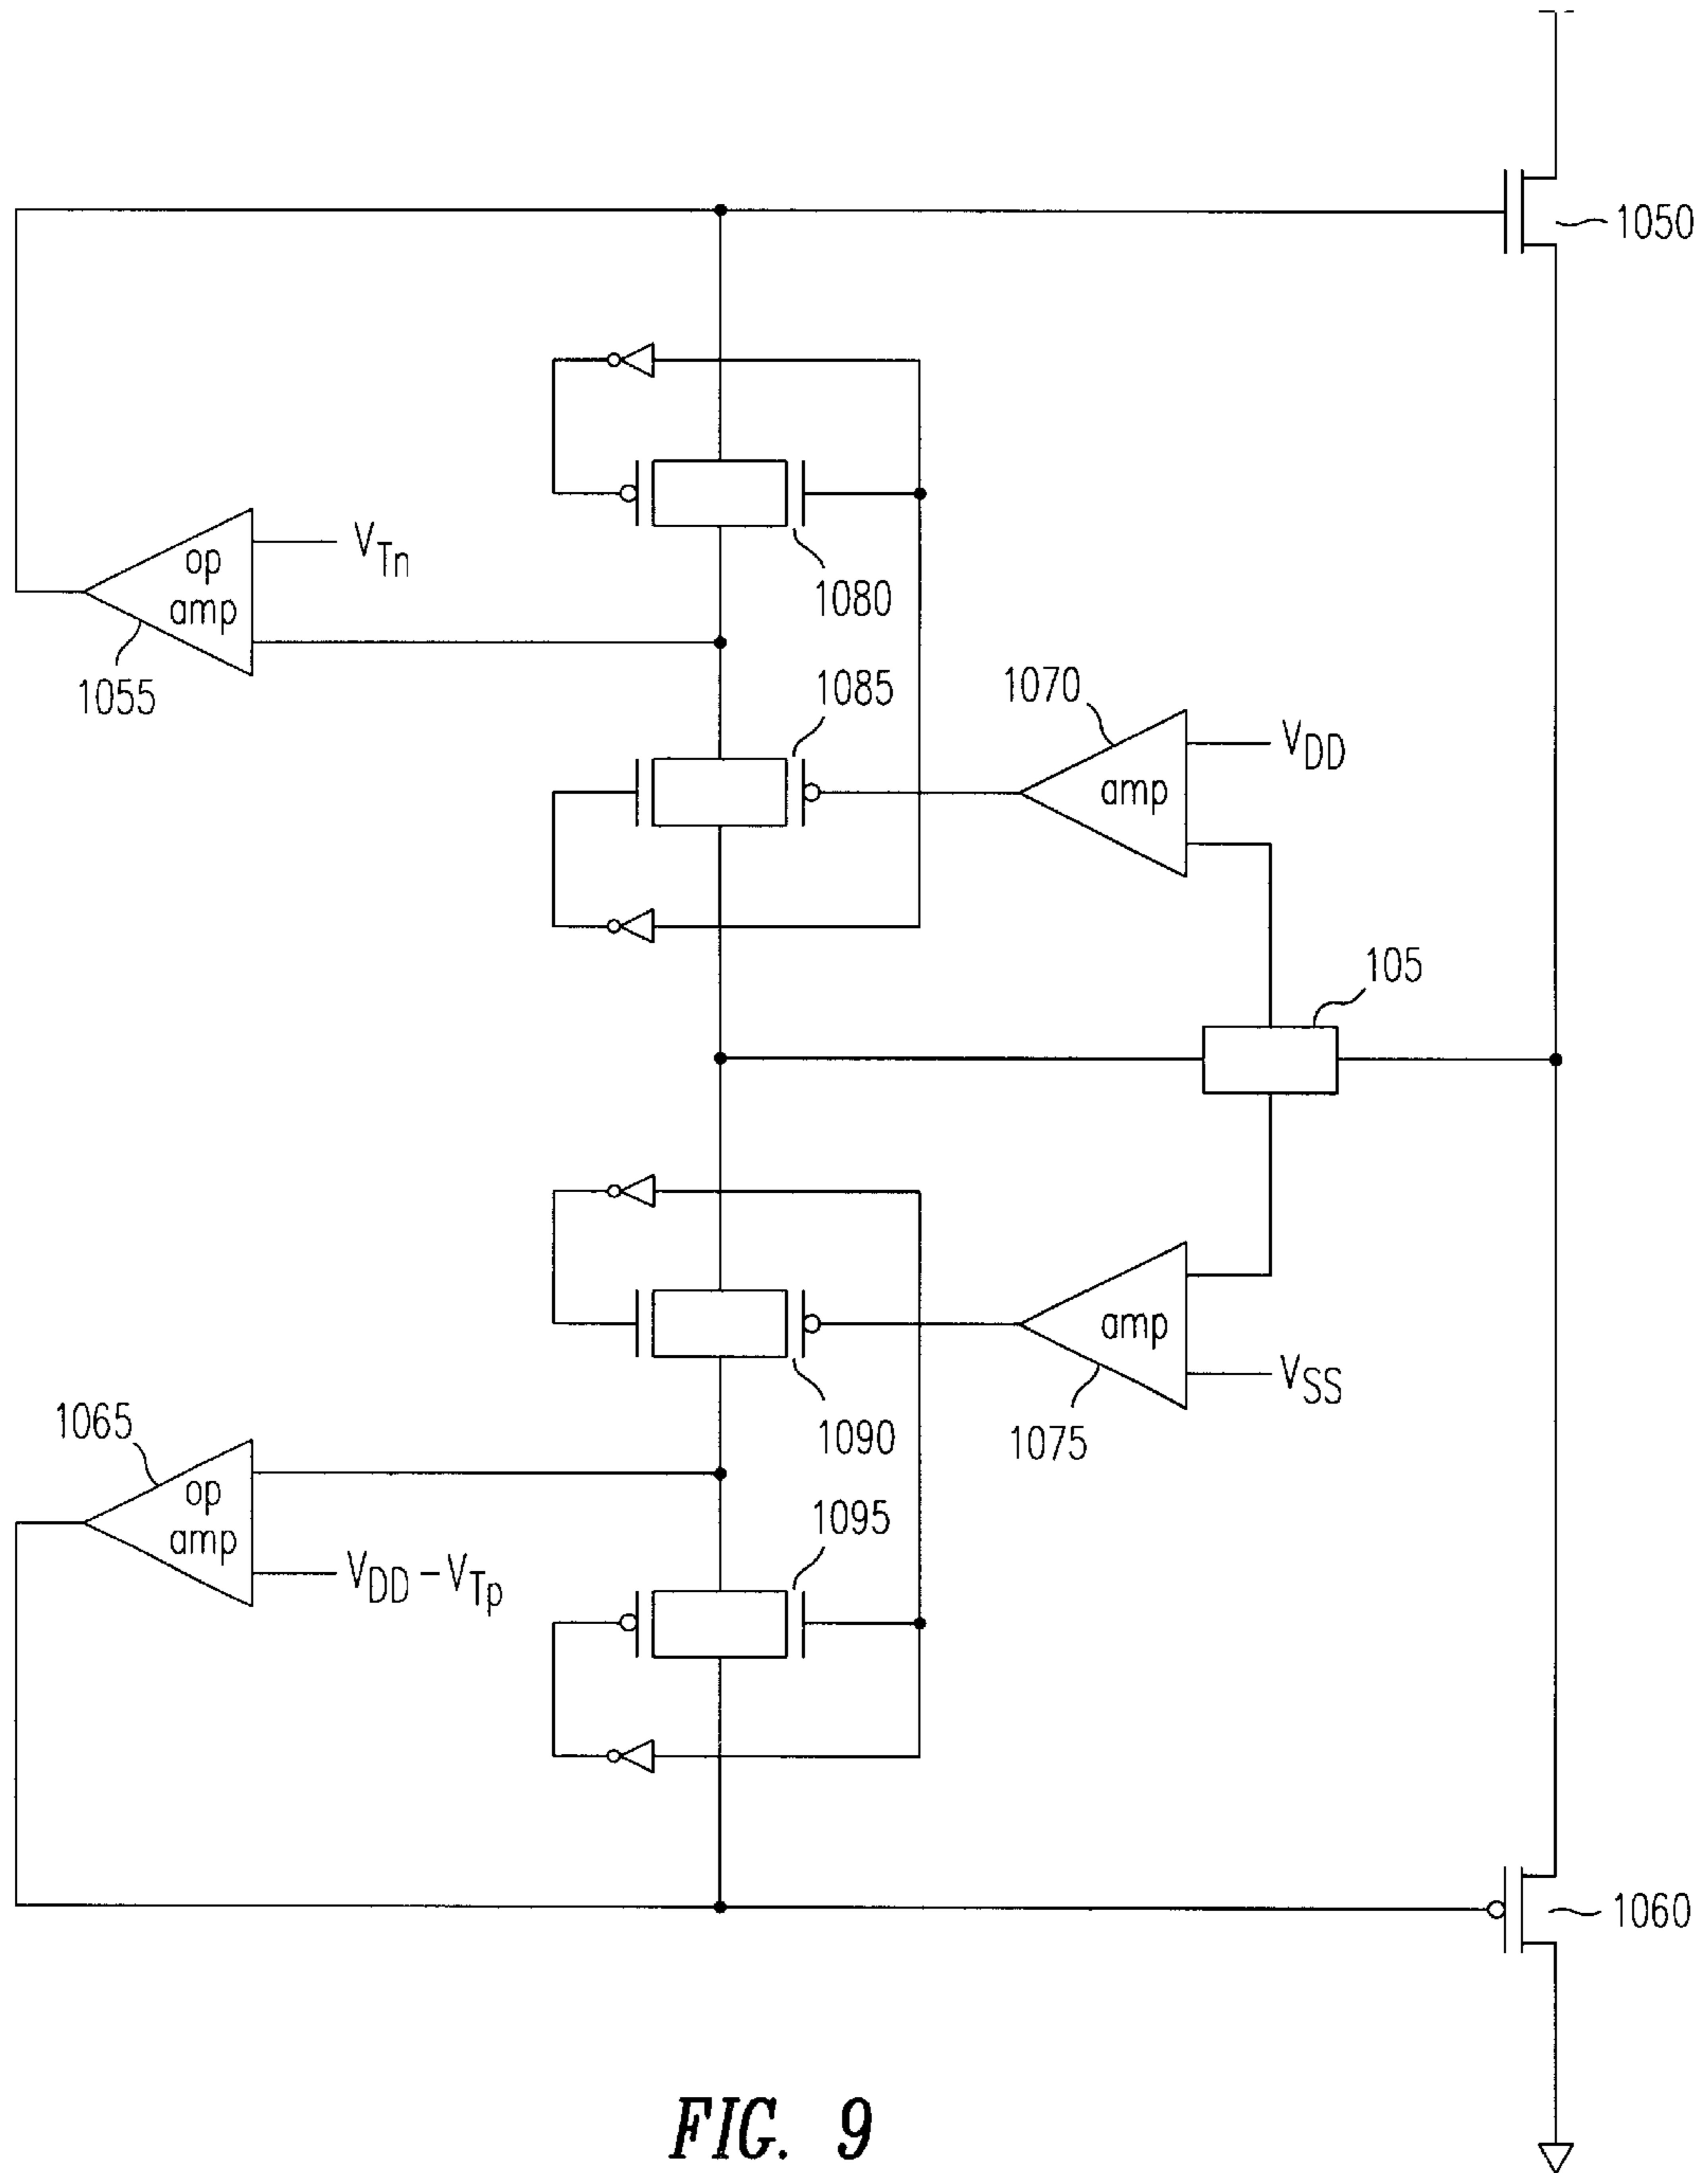 1050
op
amp
V_Tn
1055
1080
1085
1070
amp
V_DD
105
amp
V_SS
1075
1090
1065
op
amp
V_DD – V_Tp
1095
1060
FIG. 9